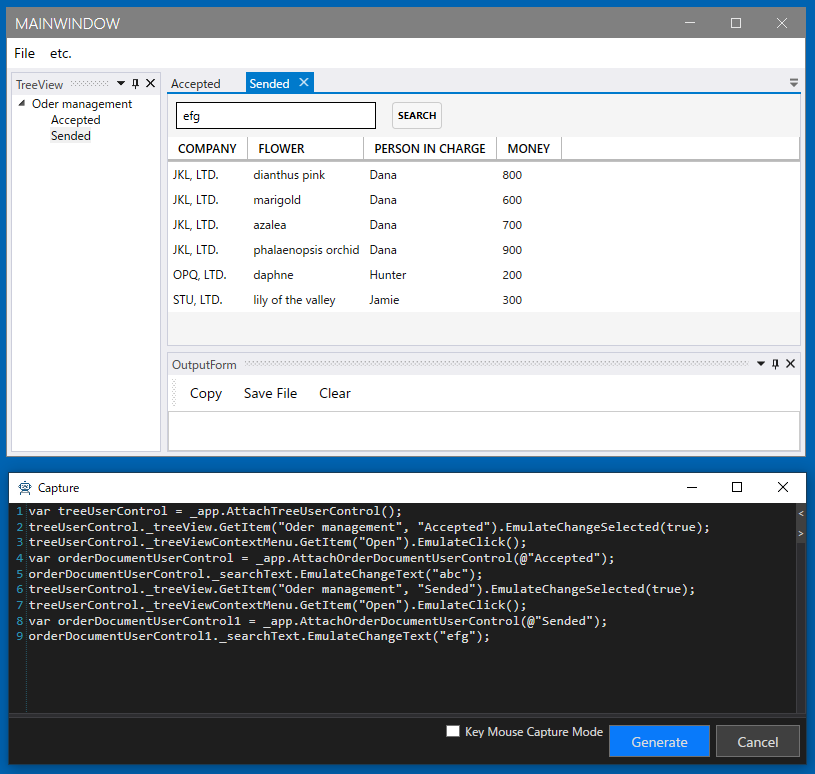 MAINWINDOW
File etc.
TreeView
Oder management
Accepted
Sended
Accepted Sended
efg SEARCH
COMPANY FLOWER PERSON IN CHARGE MONEY
JKL, LTD. dianthus pink Dana 800
JKL, LTD. marigold Dana 600
JKL, LTD. azalea Dana 700
JKL, LTD. phalaenopsis orchid Dana 900
OPQ, LTD. daphne Hunter 200
STU, LTD. lily of the valley Jamie 300
OutputForm
Copy Save File Clear
Capture
1 var treeUserControl = _app.AttachTreeUserControl();
2 treeUserControl._treeView.GetItem("Oder management", "Accepted").EmulateChangeSelected(true);
3 treeUserControl._treeViewContextMenu.GetItem("Open").EmulateClick();
4 var orderDocumentUserControl = _app.AttachOrderDocumentUserControl(@"Accepted");
5 orderDocumentUserControl._searchText.EmulateChangeText("abc");
6 treeUserControl._treeView.GetItem("Oder management", "Sended").EmulateChangeSelected(true);
7 treeUserControl._treeViewContextMenu.GetItem("Open").EmulateClick();
8 var orderDocumentUserControl1 = _app.AttachOrderDocumentUserControl(@"Sended");
9 orderDocumentUserControl1._searchText.EmulateChangeText("efg");
<
>
Key Mouse Capture Mode Generate Cancel